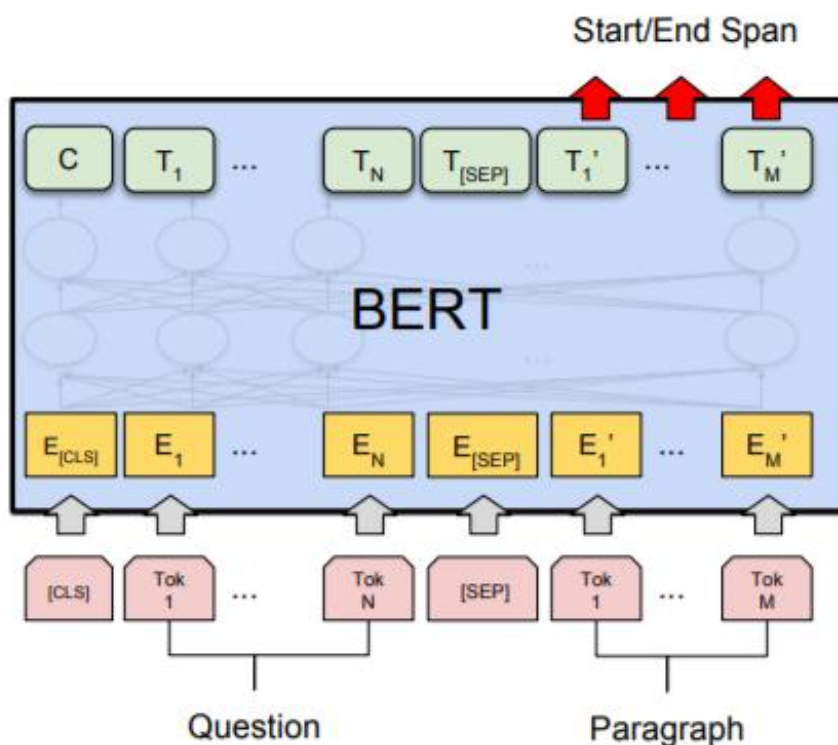 Start/End Span
C T1 ... TN T[SEP] T1' ... TM'
...
BERT
...
E[CLS] E1 ... EN E[SEP] E1' ... EM'
[CLS] Tok 1 ... Tok N [SEP] Tok 1 ... Tok M
Question Paragraph